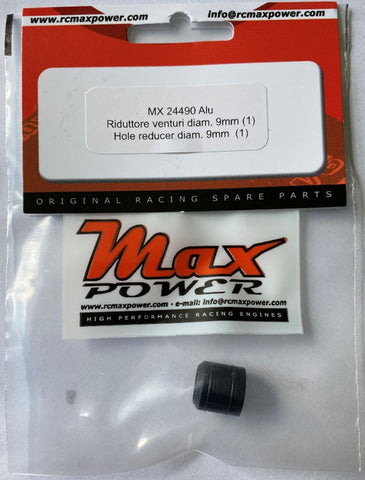 www.rcmaxpower.com • info@rcmaxpower.com
MX 24490 Alu
Riduttore venturi diam. 9mm (1)
Hole reducer diam. 9mm (1)
ORIGINAL RACING SPARE PARTS
max
POWER
www.rcmaxpower.com - e-mail: info@rcmaxpower.com
HIGH PERFORMANCE RACING ENGINES